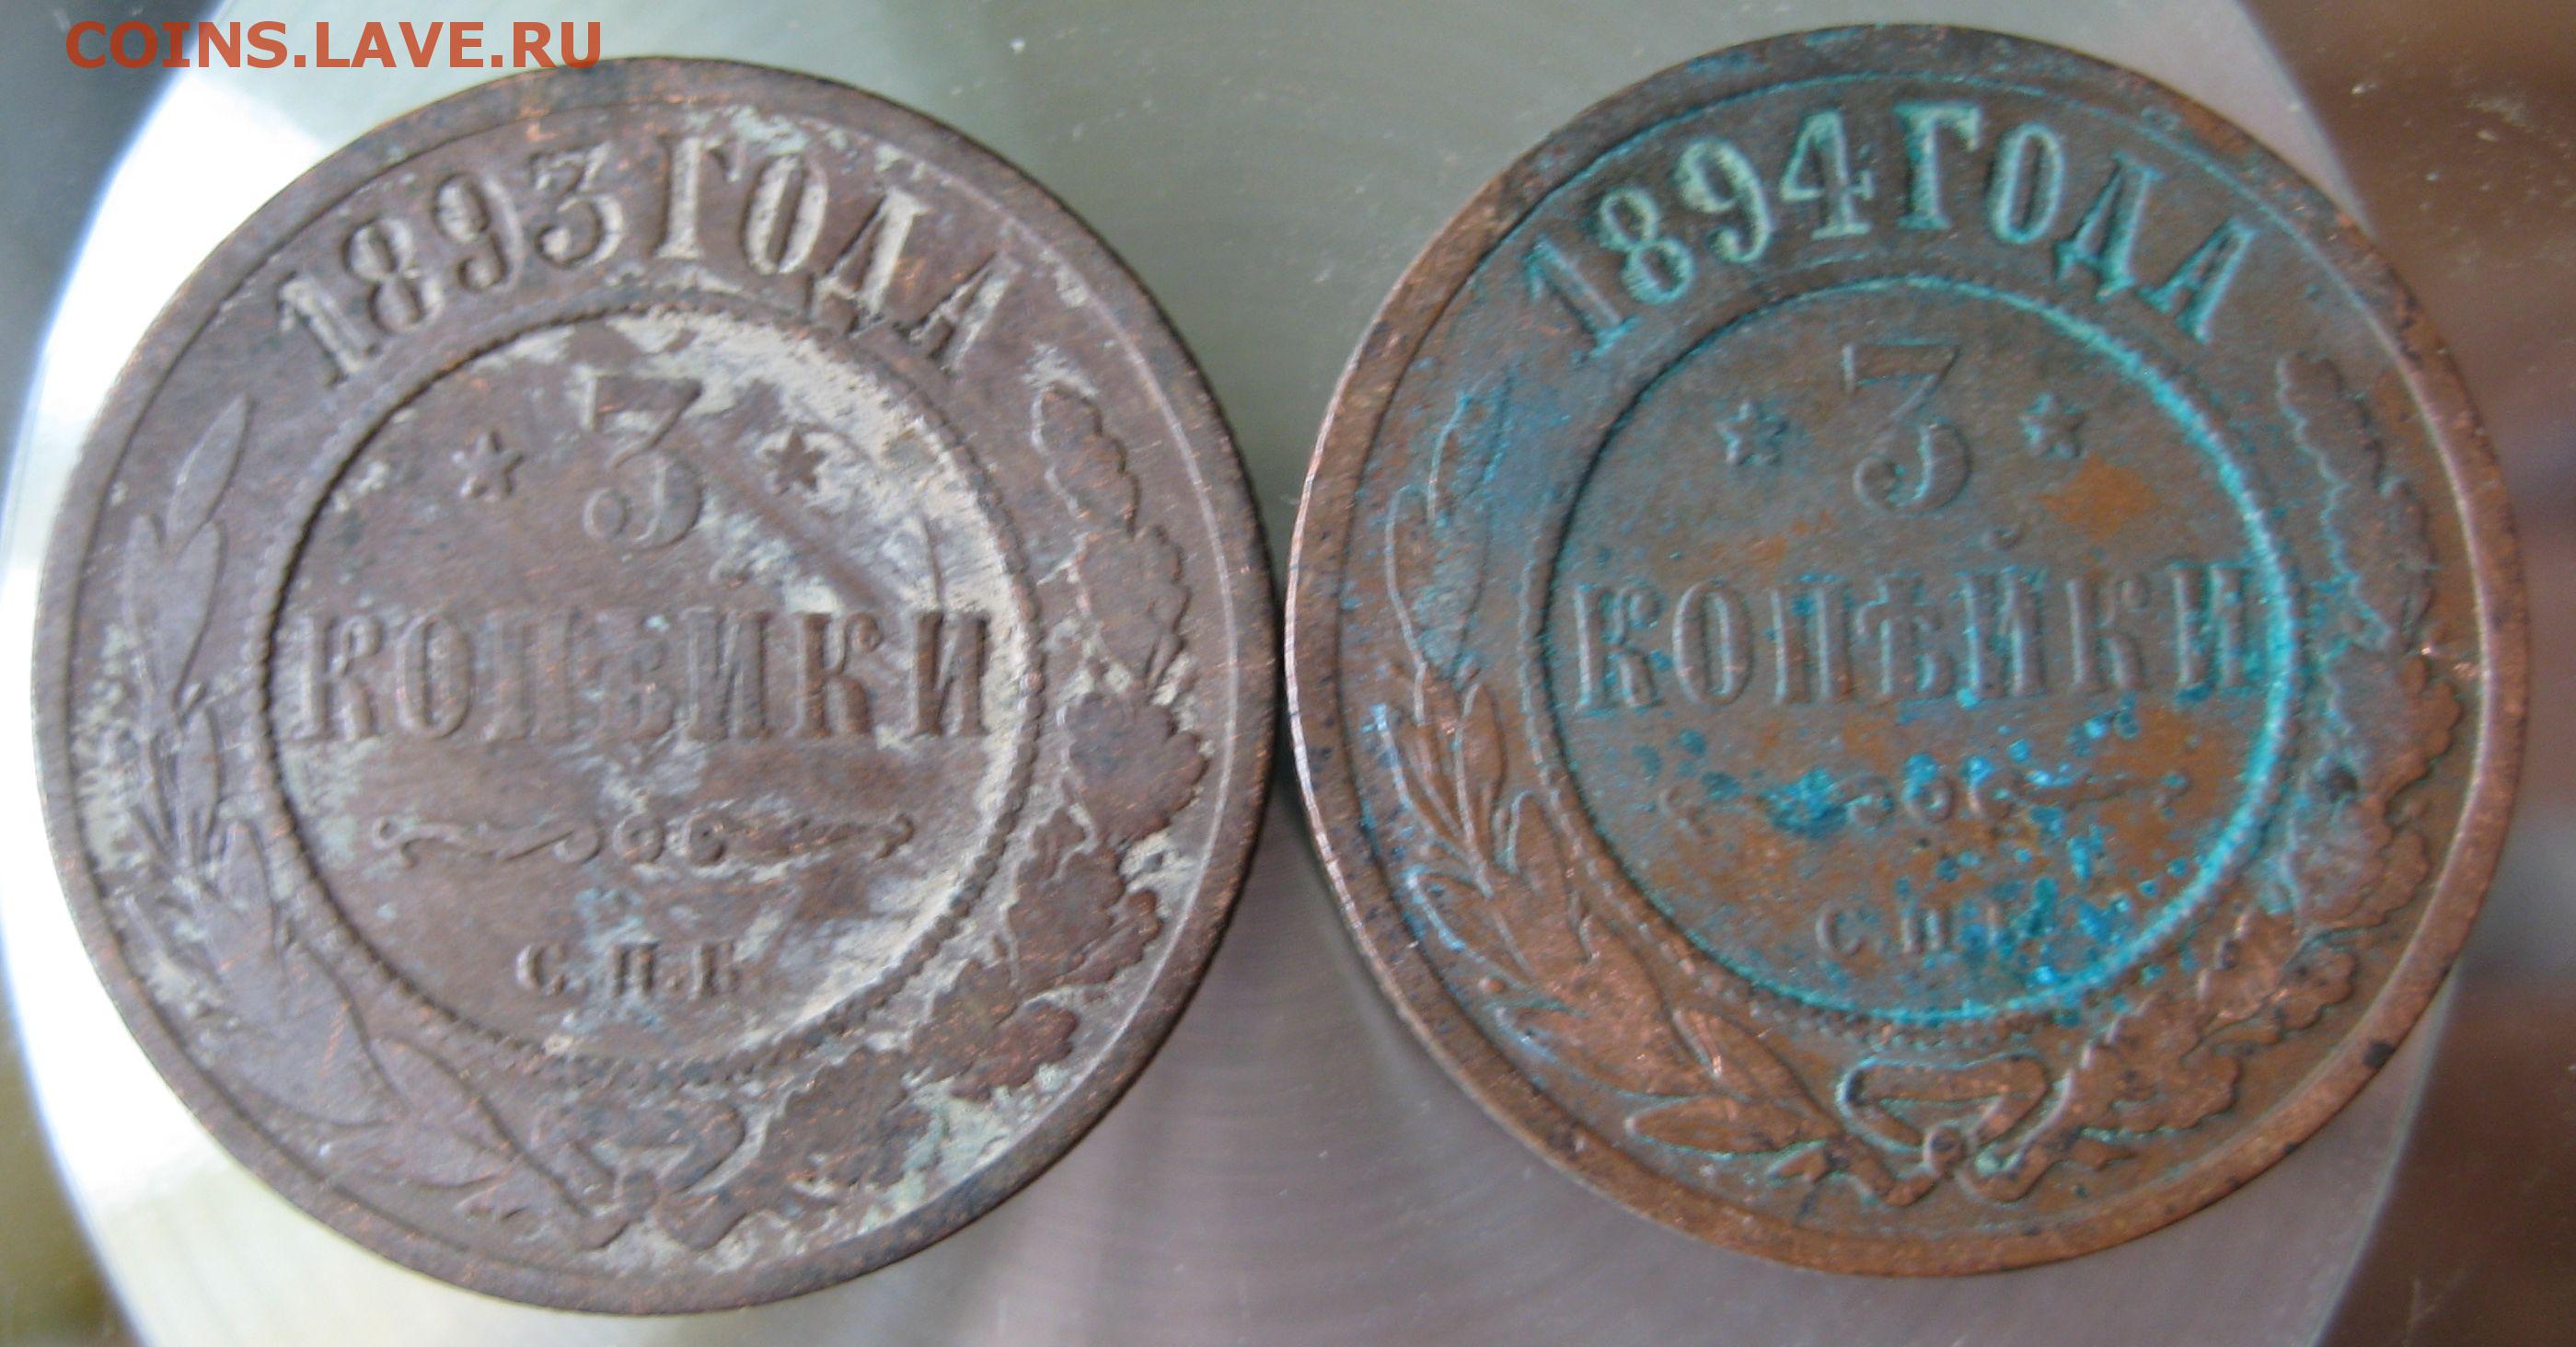 COINS.LAVE.RU
1893 ГОДА
3
КОПѢЙКИ
С.П.Б.
1894 ГОДА
3
КОПѢЙКИ
С.П.Б.